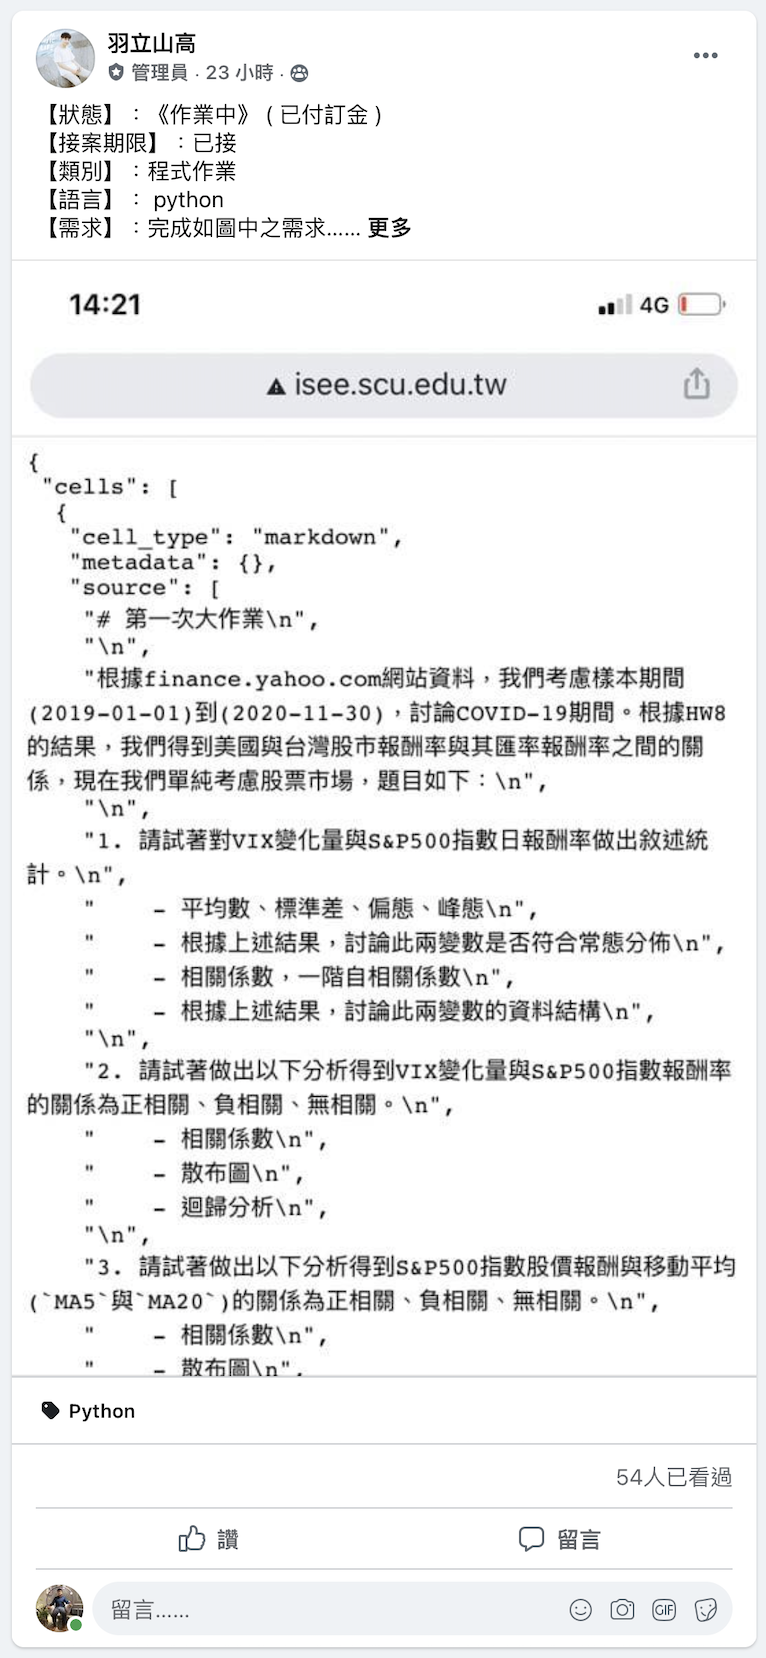 羽立山高
管理員 · 23 小時 ·
【狀態】：《作業中》 ( 已付訂金 )
【接案期限】：已接
【類別】：程式作業
【語言】： python
【需求】：完成如圖中之需求...... 更多
14:21
4G
isee.scu.edu.tw
{
"cells": [
{
"cell_type": "markdown",
"metadata": {},
"source": [
"# 第一次大作業\n",
"\n",
"根據finance.yahoo.com網站資料，我們考慮樣本期間
(2019-01-01)到(2020-11-30)，討論COVID-19期間。根據HW8
的結果，我們得到美國與台灣股市報酬率與其匯率報酬率之間的關
係，現在我們單純考慮股票市場，題目如下：\n",
"\n",
"1. 請試著對VIX變化量與S&P500指數日報酬率做出敘述統
計。\n",
"    - 平均數、標準差、偏態、峰態\n",
"    - 根據上述結果，討論此兩變數是否符合常態分佈\n",
"    - 相關係數，一階自相關係數\n",
"    - 根據上述結果，討論此兩變數的資料結構\n",
"\n",
"2. 請試著做出以下分析得到VIX變化量與S&P500指數報酬率
的關係為正相關、負相關、無相關。\n",
"    - 相關係數\n",
"    - 散布圖\n",
"    - 迴歸分析\n",
"\n",
"3. 請試著做出以下分析得到S&P500指數股價報酬與移動平均
(`MA5`與`MA20`)的關係為正相關、負相關、無相關。\n",
"    - 相關係數\n",
"    - 散布圖\n",
Python
54人已看過
讚
留言
留言......
GIF